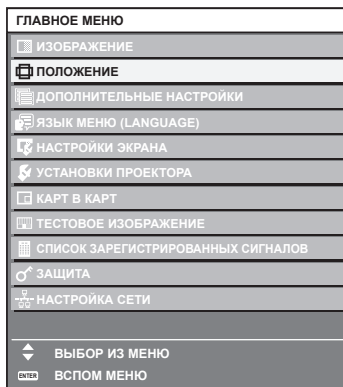 ГЛАВНОЕ МЕНЮ
ИЗОБРАЖЕНИЕ
ПОЛОЖЕНИЕ
ДОПОЛНИТЕЛЬНЫЕ НАСТРОЙКИ
ЯЗЫК МЕНЮ (LANGUAGE)
НАСТРОЙКИ ЭКРАНА
УСТАНОВКИ ПРОЕКТОРА
КАРТ В КАРТ
ТЕСТОВОЕ ИЗОБРАЖЕНИЕ
СПИСОК ЗАРЕГИСТРИРОВАННЫХ СИГНАЛОВ
ЗАЩИТА
НАСТРОЙКА СЕТИ
ВЫБОР ИЗ МЕНЮ
ENTER ВСПОМ МЕНЮ